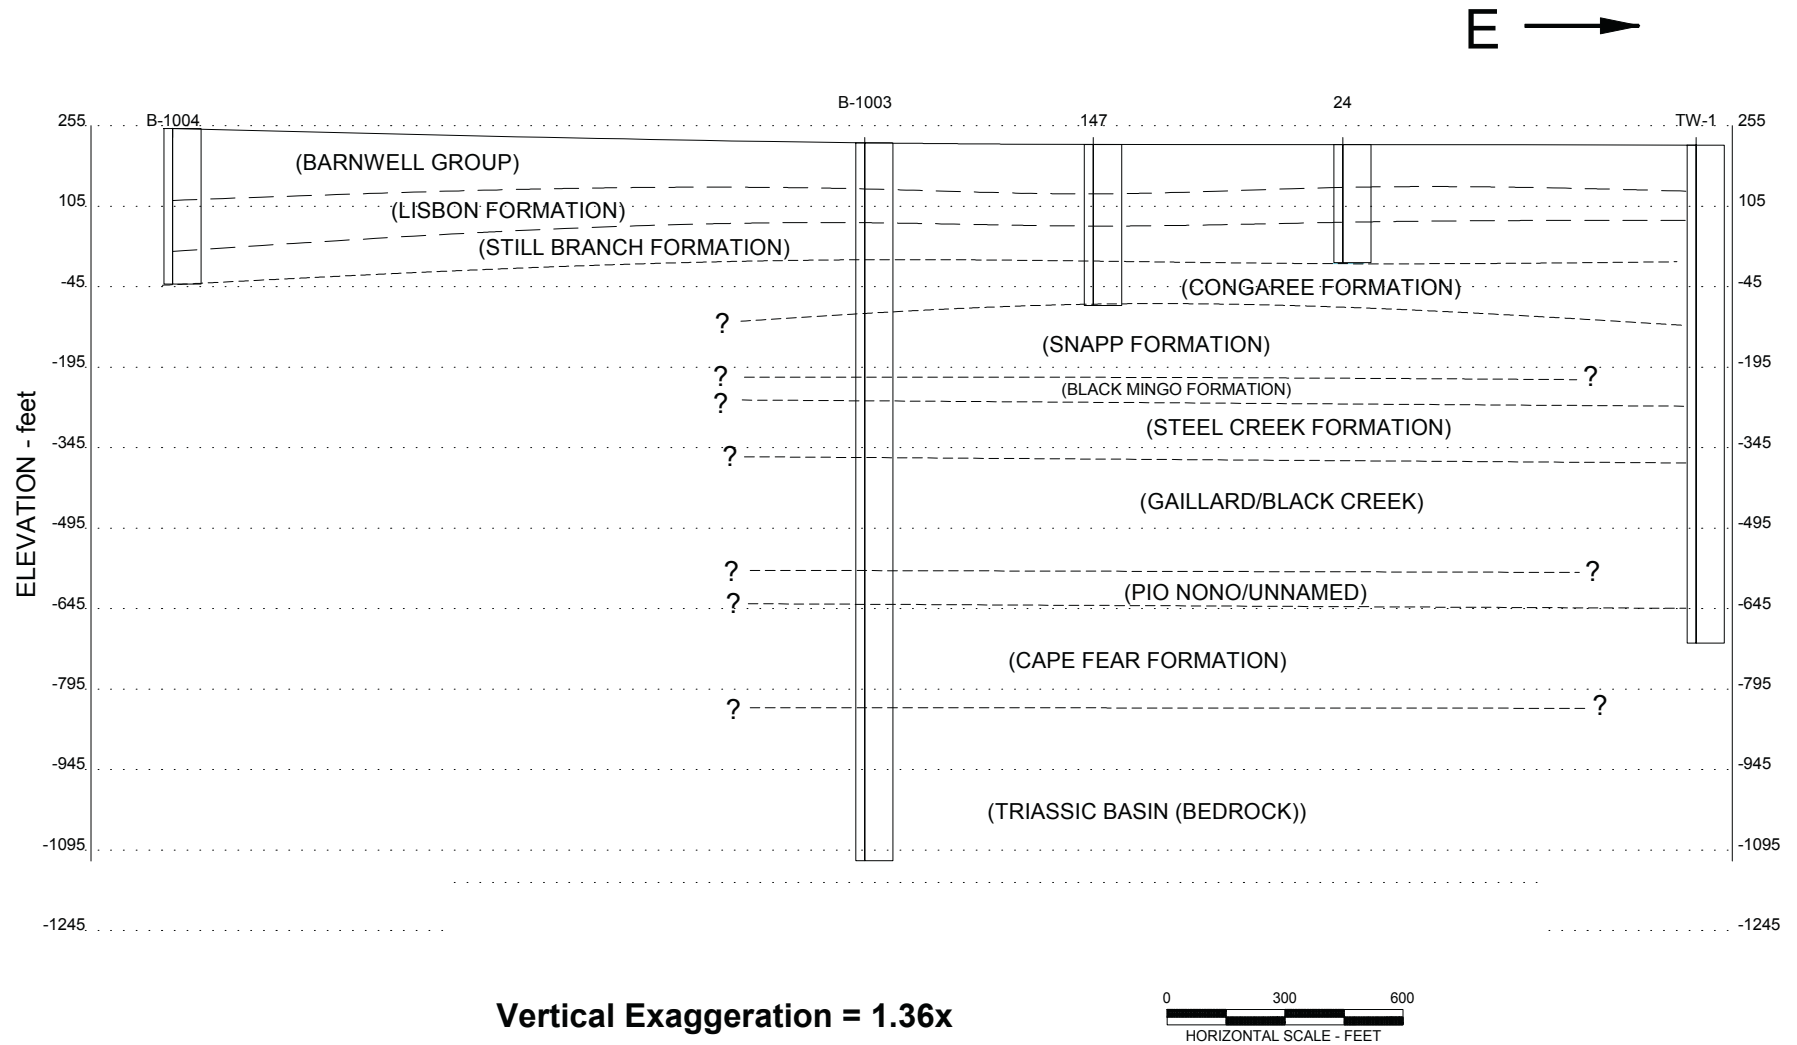 E
B-1003
24
B-1004
147
TW-1
255
255
(BARNWELL GROUP)
105
(LISBON FORMATION)
105
(STILL BRANCH FORMATION)
-45
(CONGAREE FORMATION)
-45
?
(SNAPP FORMATION)
-195
-195
?
?
(BLACK MINGO FORMATION)
?
(STEEL CREEK FORMATION)
-345
-345
?
(GAILLARD/BLACK CREEK)
-495
-495
ELEVATION - feet
?
?
(PIO NONO/UNNAMED)
-645
?
-645
(CAPE FEAR FORMATION)
-795
-795
?
?
-945
-945
(TRIASSIC BASIN (BEDROCK))
-1095
-1095
-1245
-1245
Vertical Exaggeration = 1.36x
0 300 600
HORIZONTAL SCALE - FEET